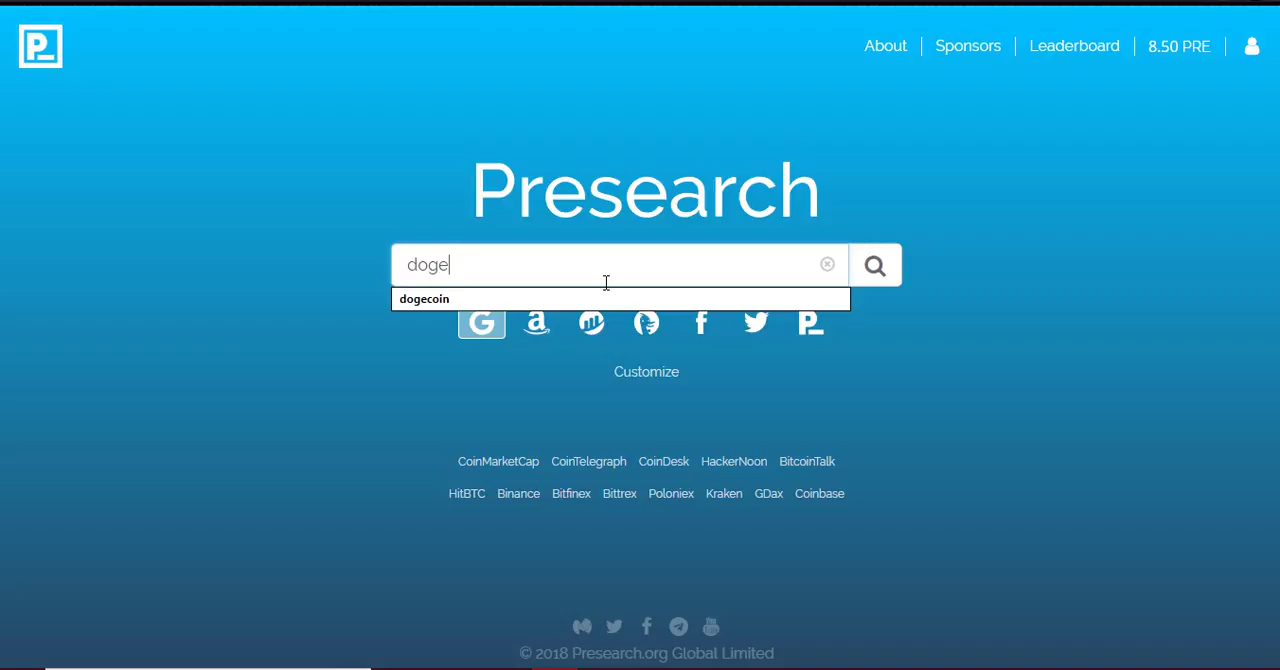 P_
About
Sponsors
Leaderboard
8.50 PRE
Presearch
doge
dogecoin
Customize
CoinMarketCap CoinTelegraph CoinDesk HackerNoon BitcoinTalk
HitBTC Binance Bitfinex Bittrex Poloniex Kraken GDax Coinbase
© 2018 Presearch.org Global Limited